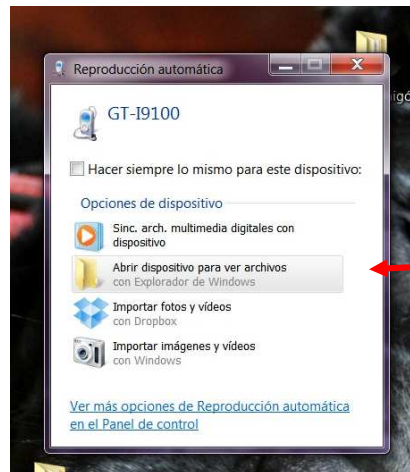 Reproducción automática
igó
GT-I9100
Hacer siempre lo mismo para este dispositivo:
Opciones de dispositivo
Sinc. arch. multimedia digitales con
dispositivo
Abrir dispositivo para ver archivos
con Explorador de Windows
Importar fotos y vídeos
con Dropbox
Importar imágenes y vídeos
con Windows
Ver más opciones de Reproducción automática
en el Panel de control